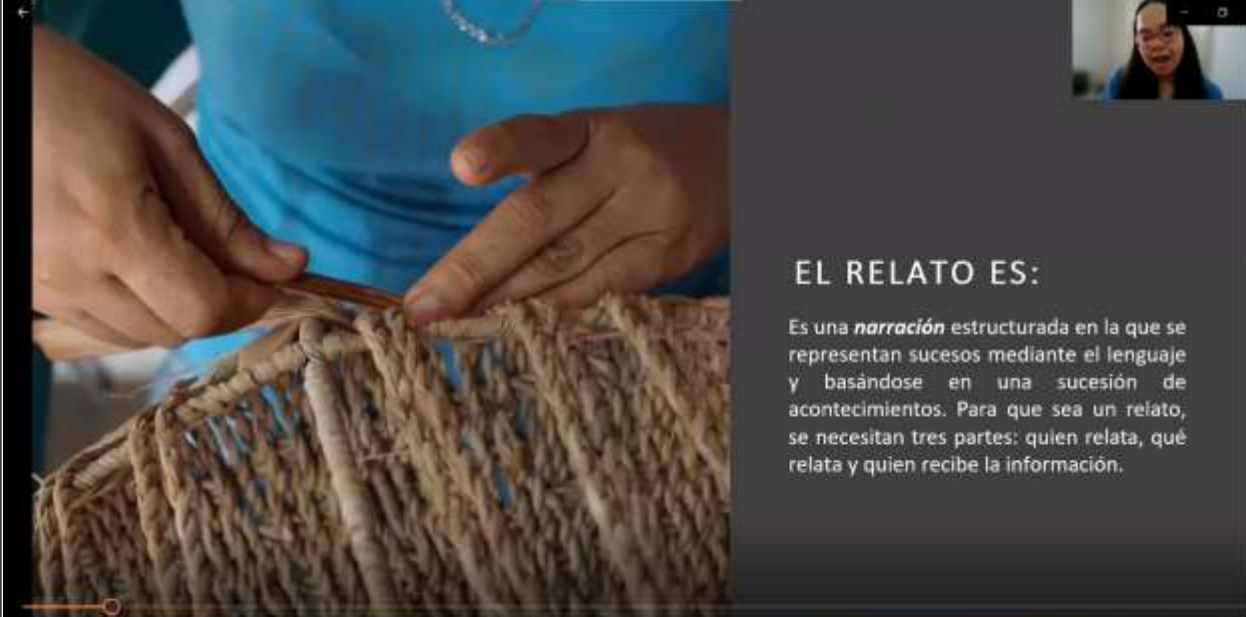 EL RELATO ES:
Es una narración estructurada en la que se
representan sucesos mediante el lenguaje
y basándose en una sucesión de
acontecimientos. Para que sea un relato,
se necesitan tres partes: quien relata, qué
relata y quien recibe la información.